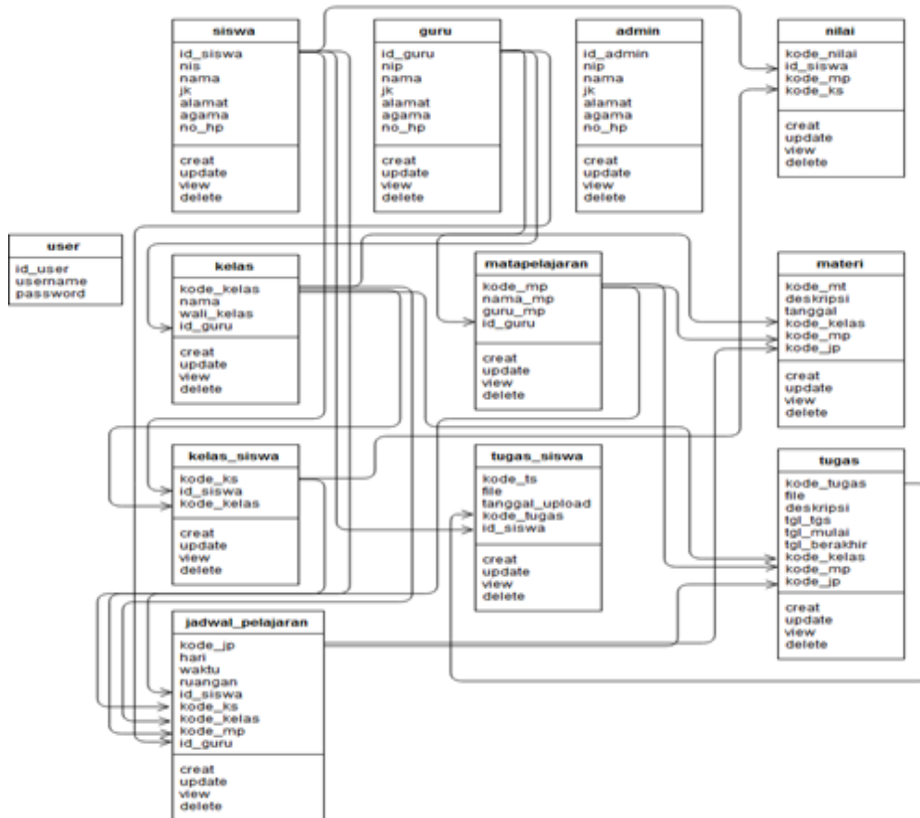 siswa
id_siswa
nis
nama
jk
alamat
agama
no_hp
creat
update
view
delete
guru
id_guru
nip
nama
jk
alamat
agama
no_hp
creat
update
view
delete
admin
id_admin
nip
nama
jk
alamat
agama
no_hp
creat
update
view
delete
nilai
kode_nilai
id_siswa
kode_mp
kode_ks
creat
update
view
delete
user
id_user
username
password
kelas
kode_kelas
nama
wali_kelas
id_guru
creat
update
view
delete
matapelajaran
kode_mp
nama_mp
guru_mp
id_guru
creat
update
view
delete
materi
kode_mt
deskripsi
tanggal
kode_kelas
kode_mp
kode_jp
creat
update
view
delete
kelas_siswa
kode_ks
id_siswa
kode_kelas
creat
update
view
delete
tugas_siswa
kode_ts
file
tanggal_upload
kode_tugas
id_siswa
creat
update
view
delete
tugas
kode_tugas
file
deskripsi
tgl_tgs
tgl_mulai
tgl_berakhir
kode_kelas
kode_mp
kode_jp
creat
update
view
delete
jadwal_pelajaran
kode_jp
hari
waktu
ruangan
id_siswa
kode_ks
kode_kelas
kode_mp
id_guru
creat
update
view
delete